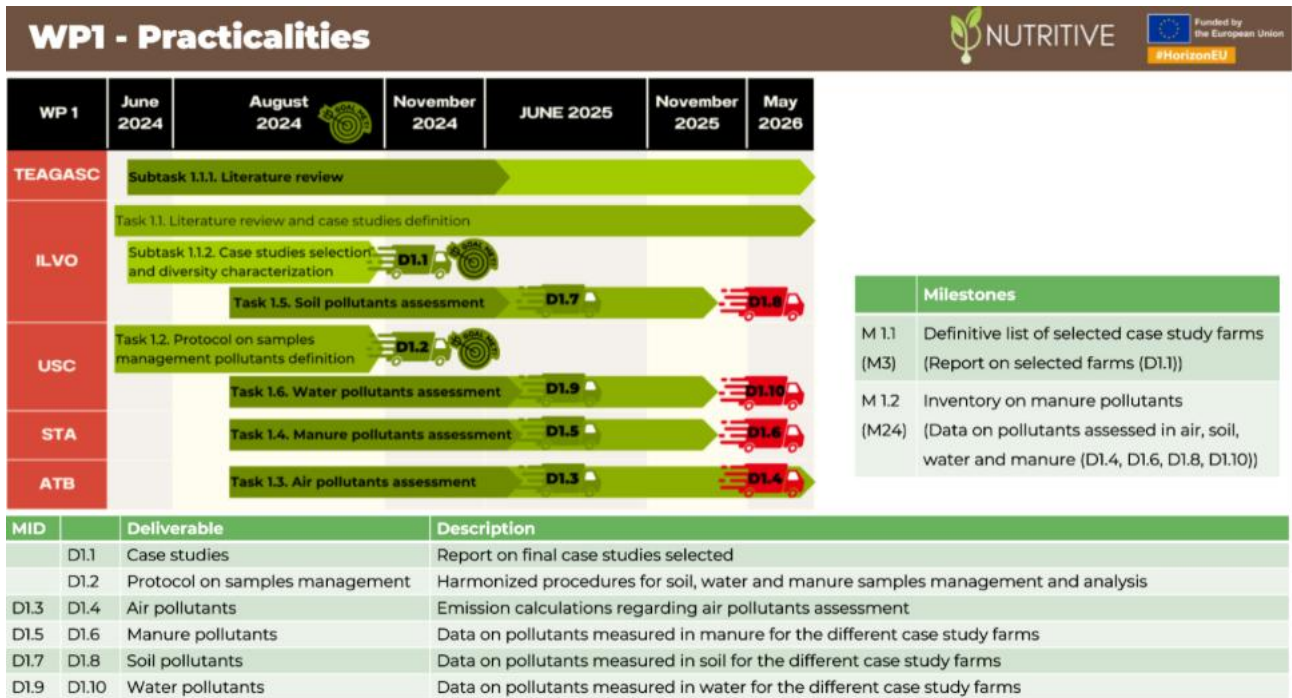 WP1 - Practicalities
NUTRITIVE
Funded by
the European Union
#HorizonEU
WP 1
June
2024
August
2024
GOAL MET!
November
2024
JUNE 2025
November
2025
May
2026
TEAGASC
Subtask 1.1.1. Literature review
ILVO
Task 1.1. Literature review and case studies definition
Subtask 1.1.2. Case studies selection
and diversity characterization
D1.1
GOAL MET!
Task 1.5. Soil pollutants assessment
D1.7
D1.8
USC
Task 1.2. Protocol on samples
management pollutants definition
D1.2
GOAL MET!
Task 1.6. Water pollutants assessment
D1.9
D1.10
STA
Task 1.4. Manure pollutants assessment
D1.5
D1.6
ATB
Task 1.3. Air pollutants assessment
D1.3
D1.4
Milestones
M 1.1 Definitive list of selected case study farms
(M3) (Report on selected farms (D1.1))
M 1.2 Inventory on manure pollutants
(M24) (Data on pollutants assessed in air, soil,
water and manure (D1.4, D1.6, D1.8, D1.10))
MID Deliverable Description
D1.1 Case studies Report on final case studies selected
D1.2 Protocol on samples management Harmonized procedures for soil, water and manure samples management and analysis
D1.3 D1.4 Air pollutants Emission calculations regarding air pollutants assessment
D1.5 D1.6 Manure pollutants Data on pollutants measured in manure for the different case study farms
D1.7 D1.8 Soil pollutants Data on pollutants measured in soil for the different case study farms
D1.9 D1.10 Water pollutants Data on pollutants measured in water for the different case study farms